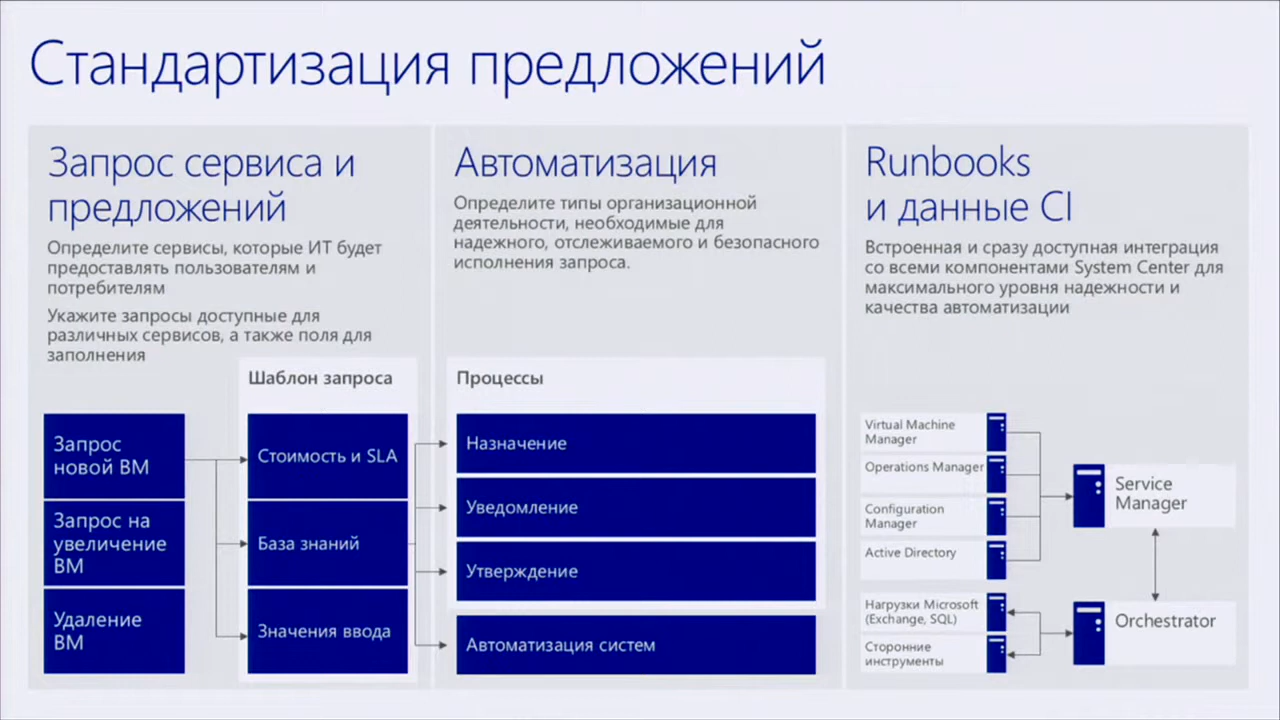 Стандартизация предложений
Запрос сервиса и
предложений
Определите сервисы, которые ИТ будет
предоставлять пользователям и
потребителям
Укажите запросы доступные для
различных сервисов, а также поля для
заполнения
Шаблон запроса
Запрос
новой ВМ
Запрос на
увеличение
ВМ
Удаление
ВМ
Стоимость и SLA
База знаний
Значения ввода
Автоматизация
Определите типы организационной
деятельности, необходимые для
надежного, отслеживаемого и безопасного
исполнения запроса.
Процессы
Назначение
Уведомление
Утверждение
Автоматизация систем
Runbooks
и данные CI
Встроенная и сразу доступная интеграция
со всеми компонентами System Center для
максимального уровня надежности и
качества автоматизации
Virtual Machine
Manager
Operations Manager
Configuration
Manager
Active Directory
Нагрузки Microsoft
(Exchange, SQL)
Сторонние
инструменты
Service
Manager
Orchestrator